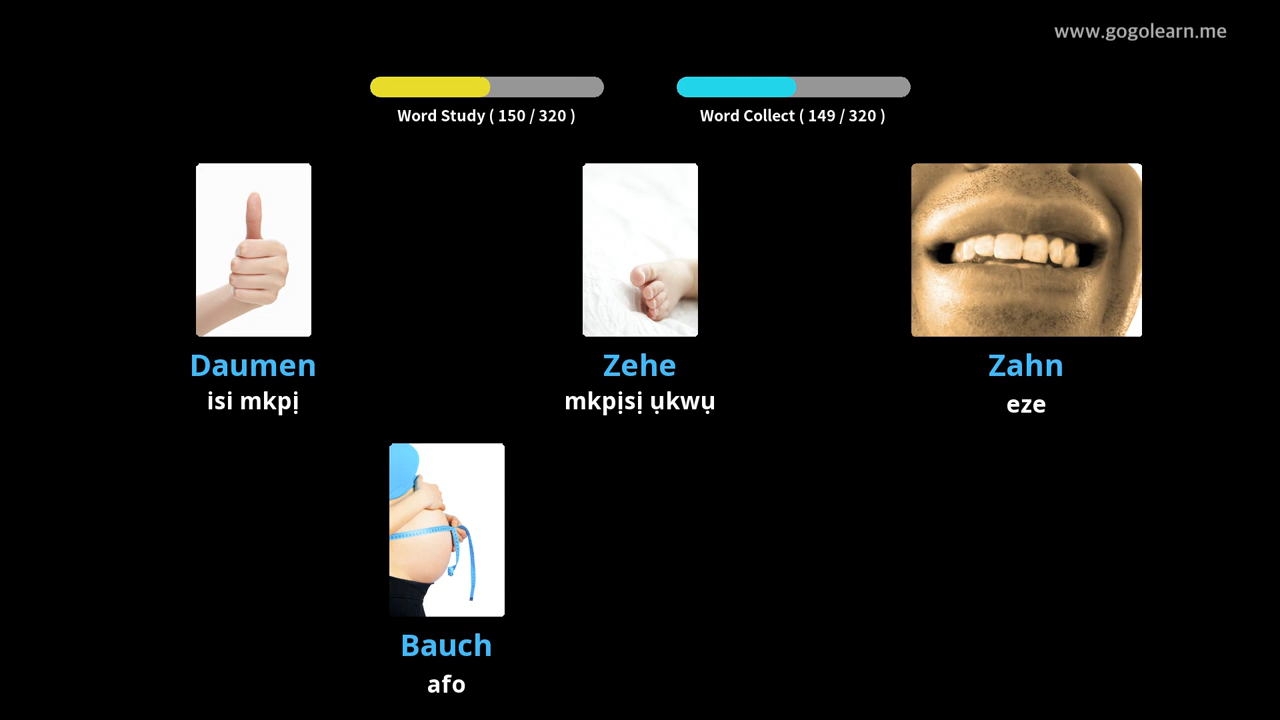 www.gogolearn.me
Word Study ( 150 / 320 )
Word Collect ( 149 / 320 )
Daumen
isi mkpị
Zehe
mkpịsị ụkwụ
Zahn
eze
Bauch
afo